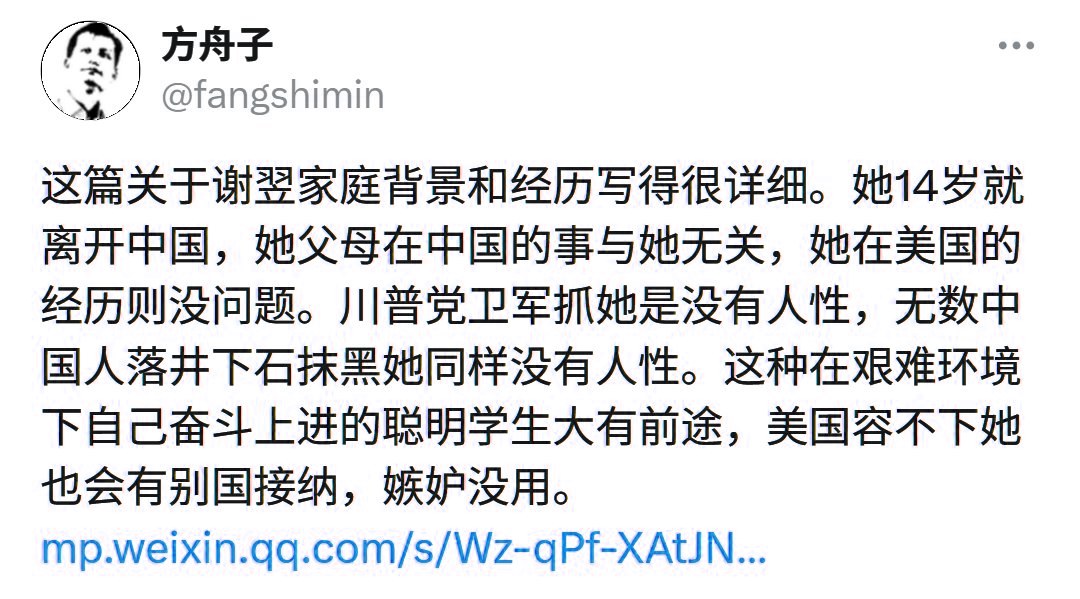 方舟子
@fangshimin
这篇关于谢翌家庭背景和经历写得很详细。她14岁就
离开中国，她父母在中国的事与她无关，她在美国的
经历则没问题。川普党卫军抓她是没有人性，无数中
国人落井下石抹黑她同样没有人性。这种在艰难环境
下自己奋斗上进的聪明学生大有前途，美国容不下她
也会有别国接纳，嫉妒没用。
mp.weixin.qq.com/s/Wz-qPf-XAtJN...